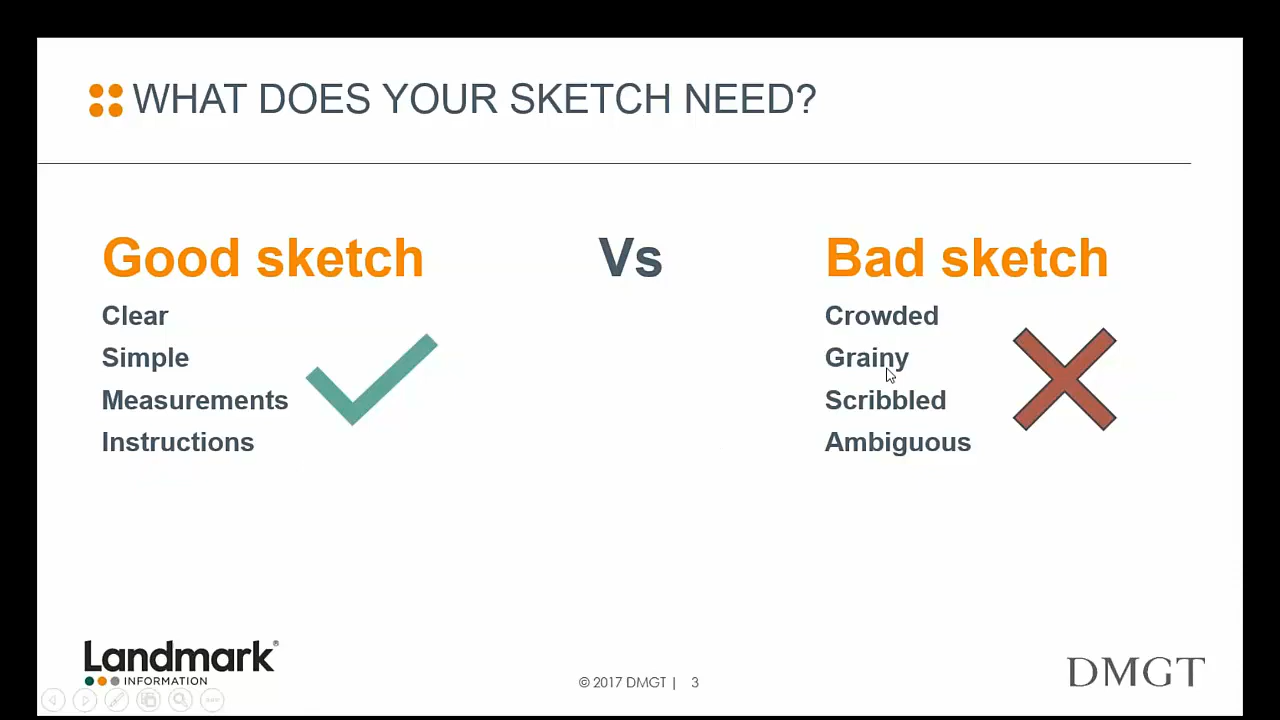 WHAT DOES YOUR SKETCH NEED?
Good sketch
Vs
Bad sketch
Clear
Simple
Measurements
Instructions
Crowded
Grainy
Scribbled
Ambiguous
Landmark®
INFORMATION
© 2017 DMGT | 3
DMGT